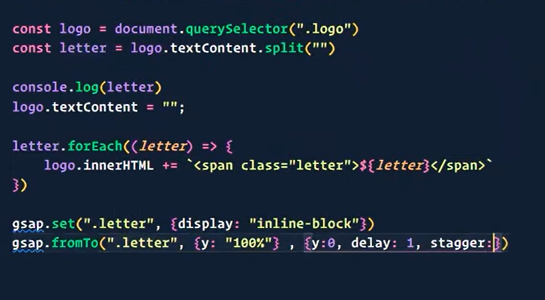 const logo = document.querySelector(".logo")
const letter = logo.textContent.split("")
console.log(letter)
logo.textContent = "";
letter.forEach((letter) => {
logo.innerHTML += `<span class="letter">${letter}</span>`
})
gsap.set(".letter", {display: "inline-block"})
gsap.fromTo(".letter", {y: "100%"} , {y:0, delay: 1, stagger:})